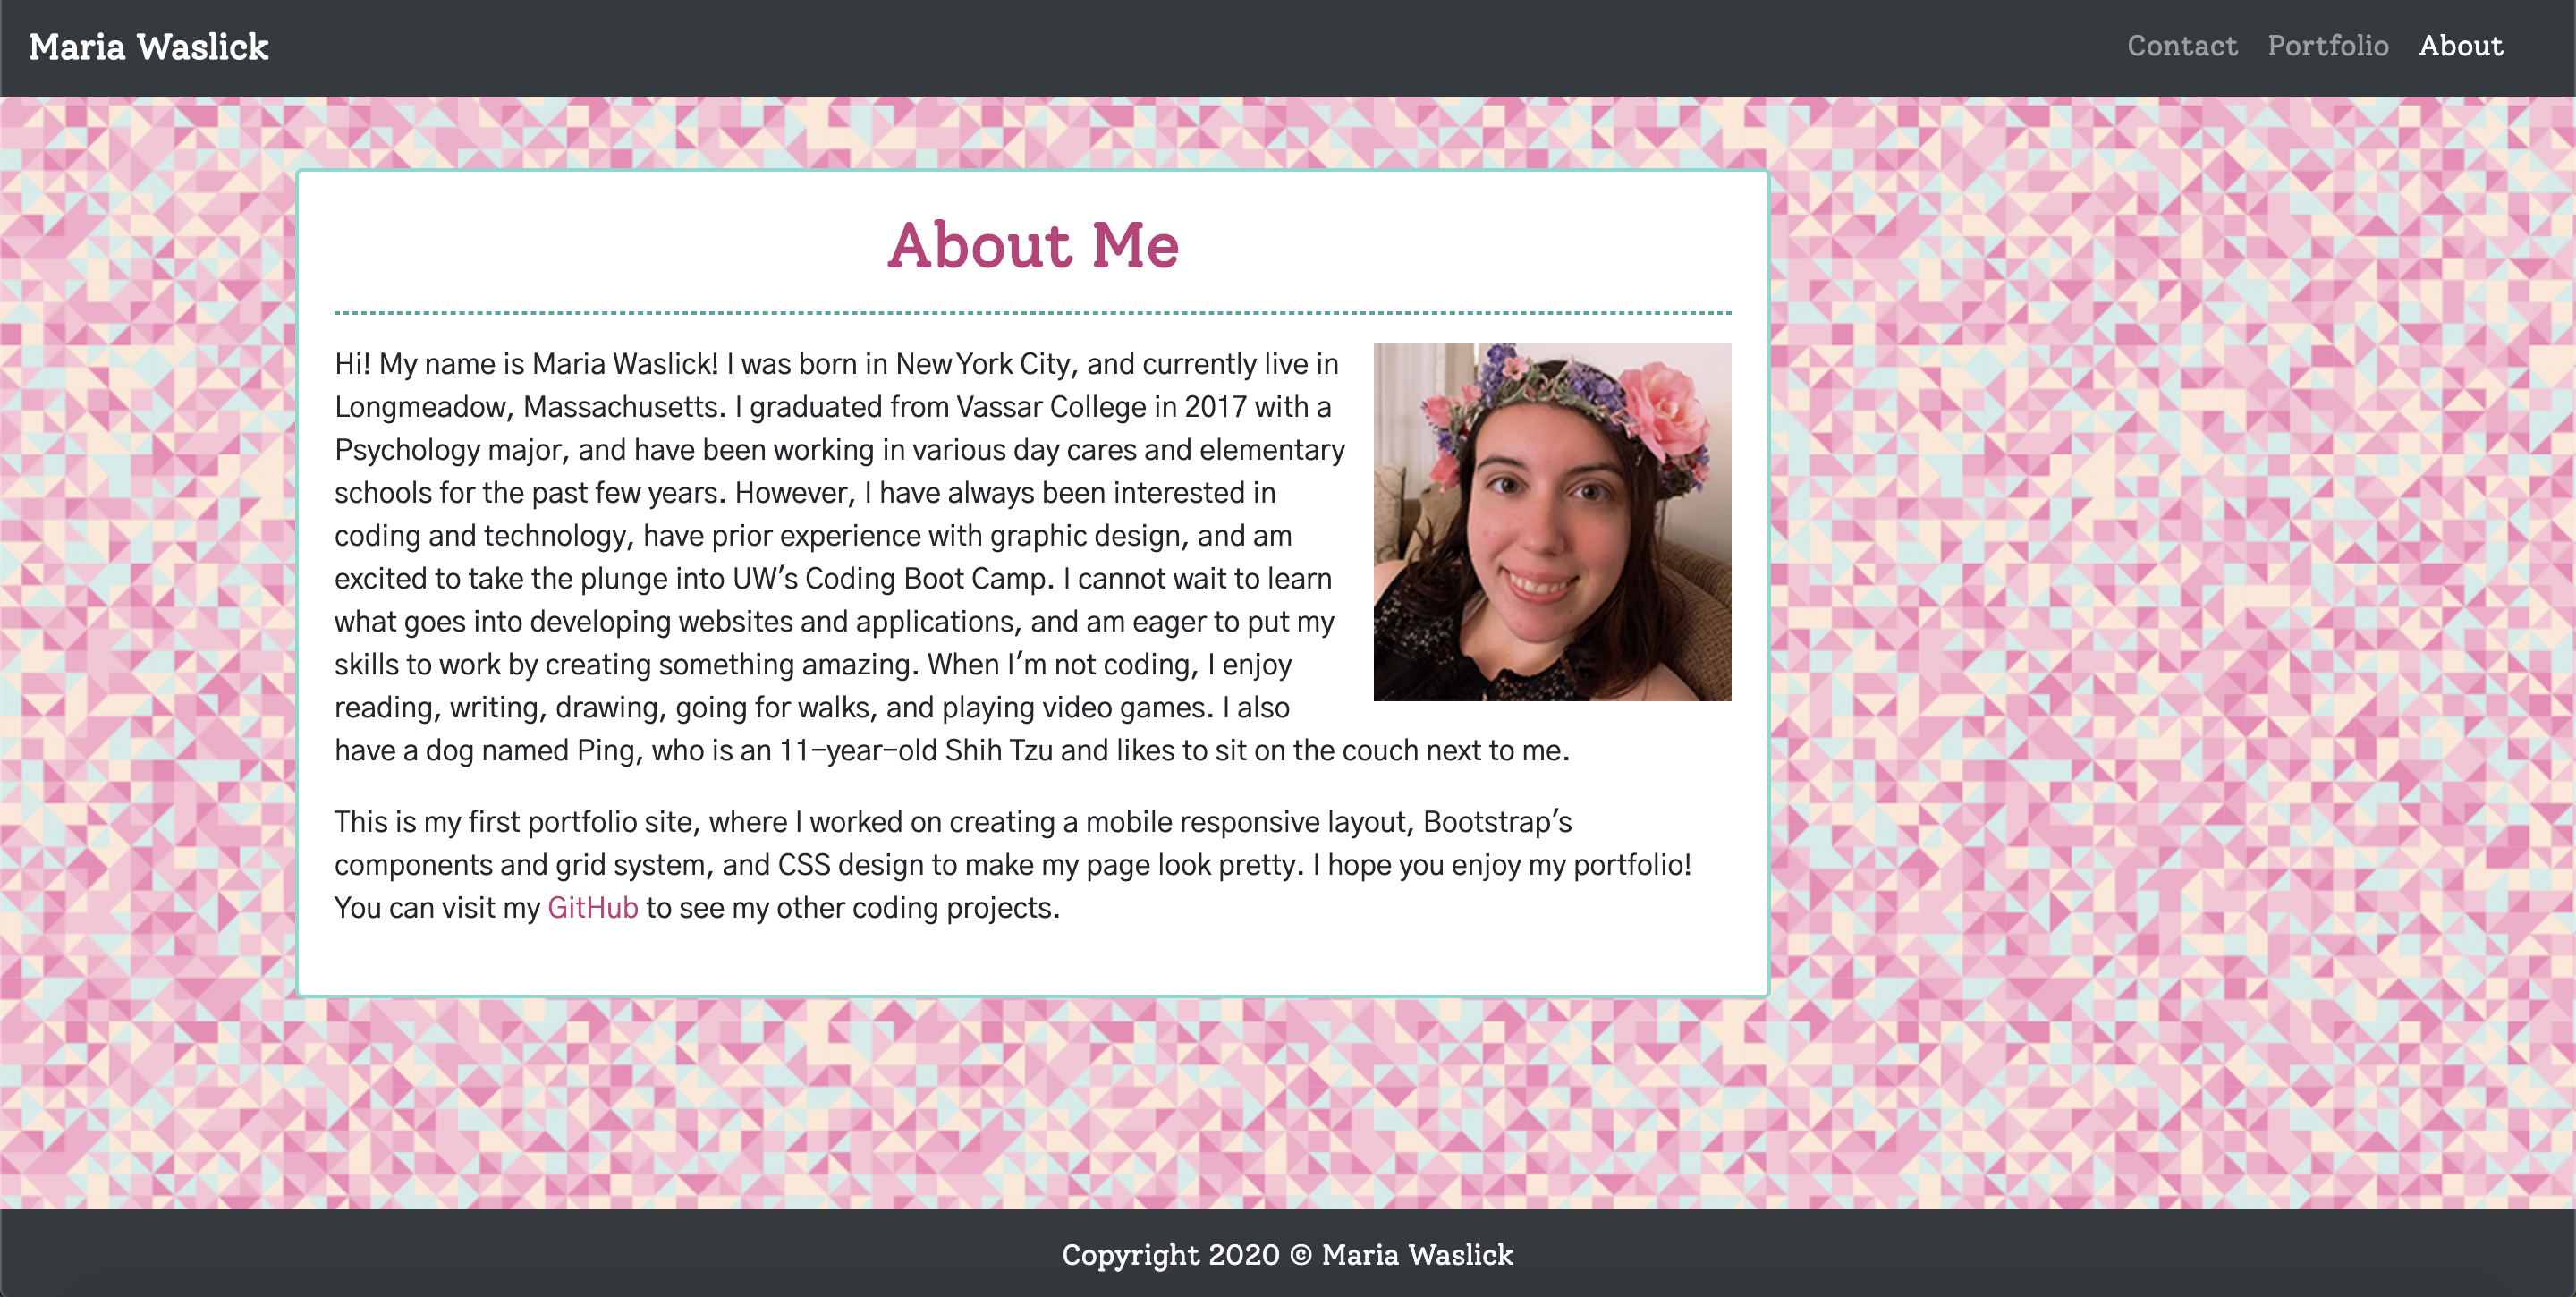 Maria Waslick
Contact Portfolio About
About Me
Hi! My name is Maria Waslick! I was born in New York City, and currently live in
Longmeadow, Massachusetts. I graduated from Vassar College in 2017 with a
Psychology major, and have been working in various day cares and elementary
schools for the past few years. However, I have always been interested in
coding and technology, have prior experience with graphic design, and am
excited to take the plunge into UW's Coding Boot Camp. I cannot wait to learn
what goes into developing websites and applications, and am eager to put my
skills to work by creating something amazing. When I'm not coding, I enjoy
reading, writing, drawing, going for walks, and playing video games. I also
have a dog named Ping, who is an 11-year-old Shih Tzu and likes to sit on the couch next to me.
This is my first portfolio site, where I worked on creating a mobile responsive layout, Bootstrap's
components and grid system, and CSS design to make my page look pretty. I hope you enjoy my portfolio!
You can visit my GitHub to see my other coding projects.
Copyright 2020 © Maria Waslick